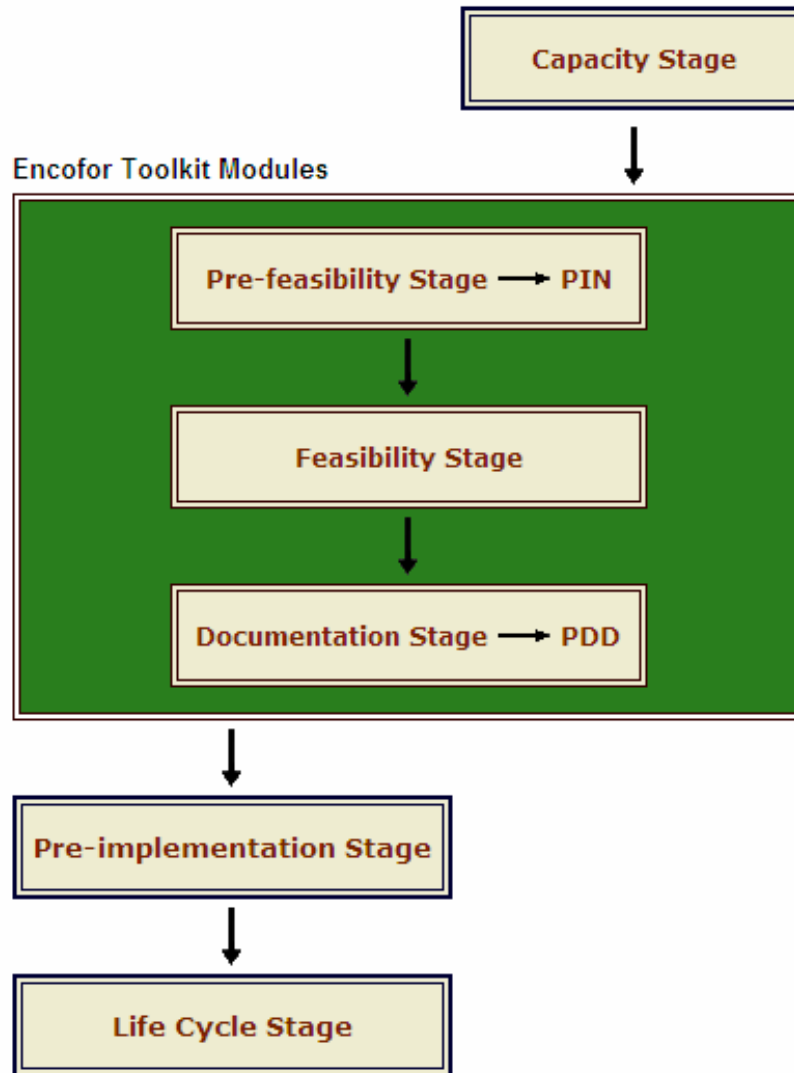 Capacity Stage
Encofor Toolkit Modules
Pre-feasibility Stage PIN
Feasibility Stage
Documentation Stage PDD
Pre-implementation Stage
Life Cycle Stage